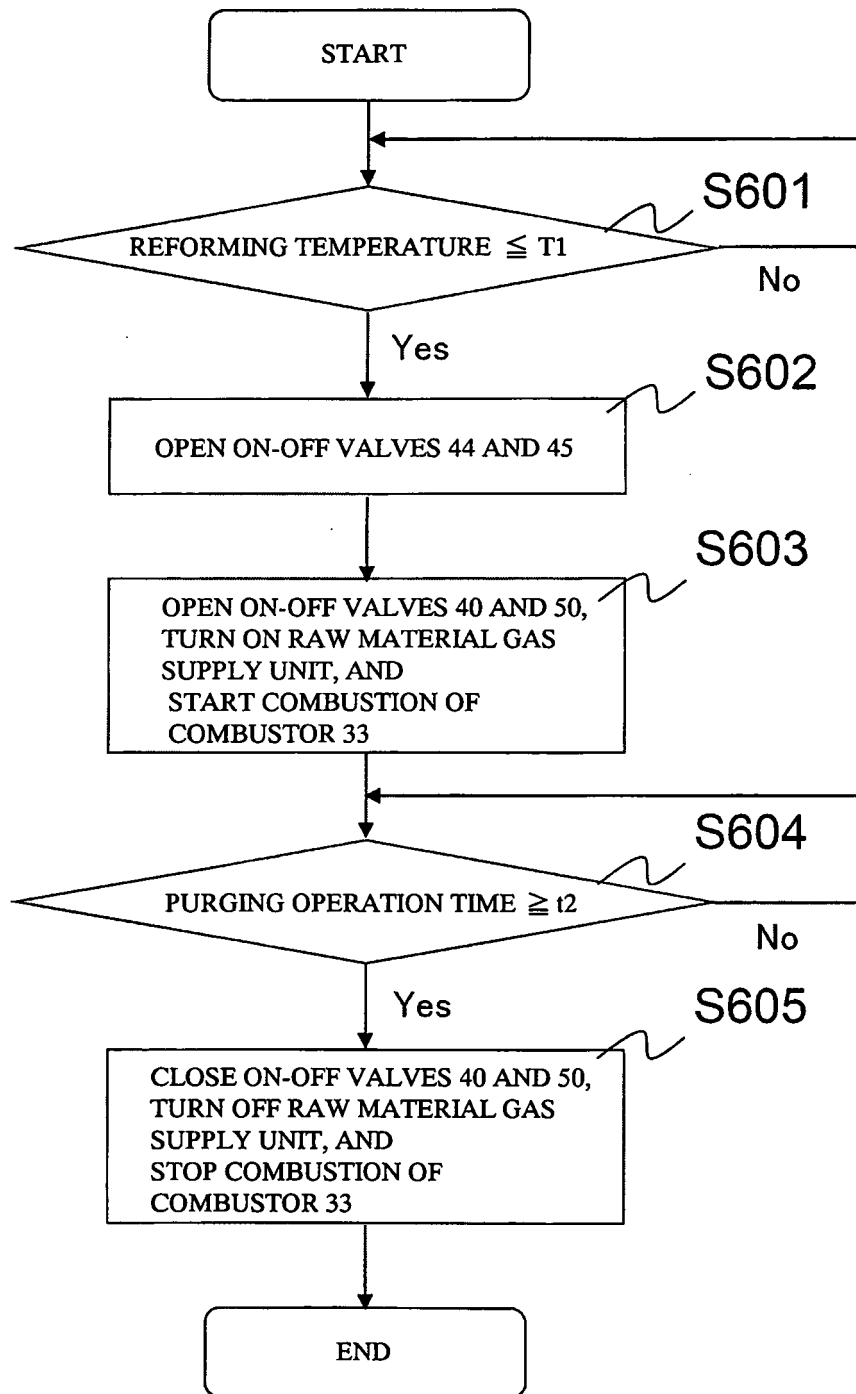 START
S601
REFORMING TEMPERATURE ≦ T1
No
Yes
S602
OPEN ON-OFF VALVES 44 AND 45
S603
OPEN ON-OFF VALVES 40 AND 50,
TURN ON RAW MATERIAL GAS
SUPPLY UNIT, AND
START COMBUSTION OF
COMBUSTOR 33
S604
PURGING OPERATION TIME ≧ t2
No
Yes
S605
CLOSE ON-OFF VALVES 40 AND 50,
TURN OFF RAW MATERIAL GAS
SUPPLY UNIT, AND
STOP COMBUSTION OF
COMBUSTOR 33
END